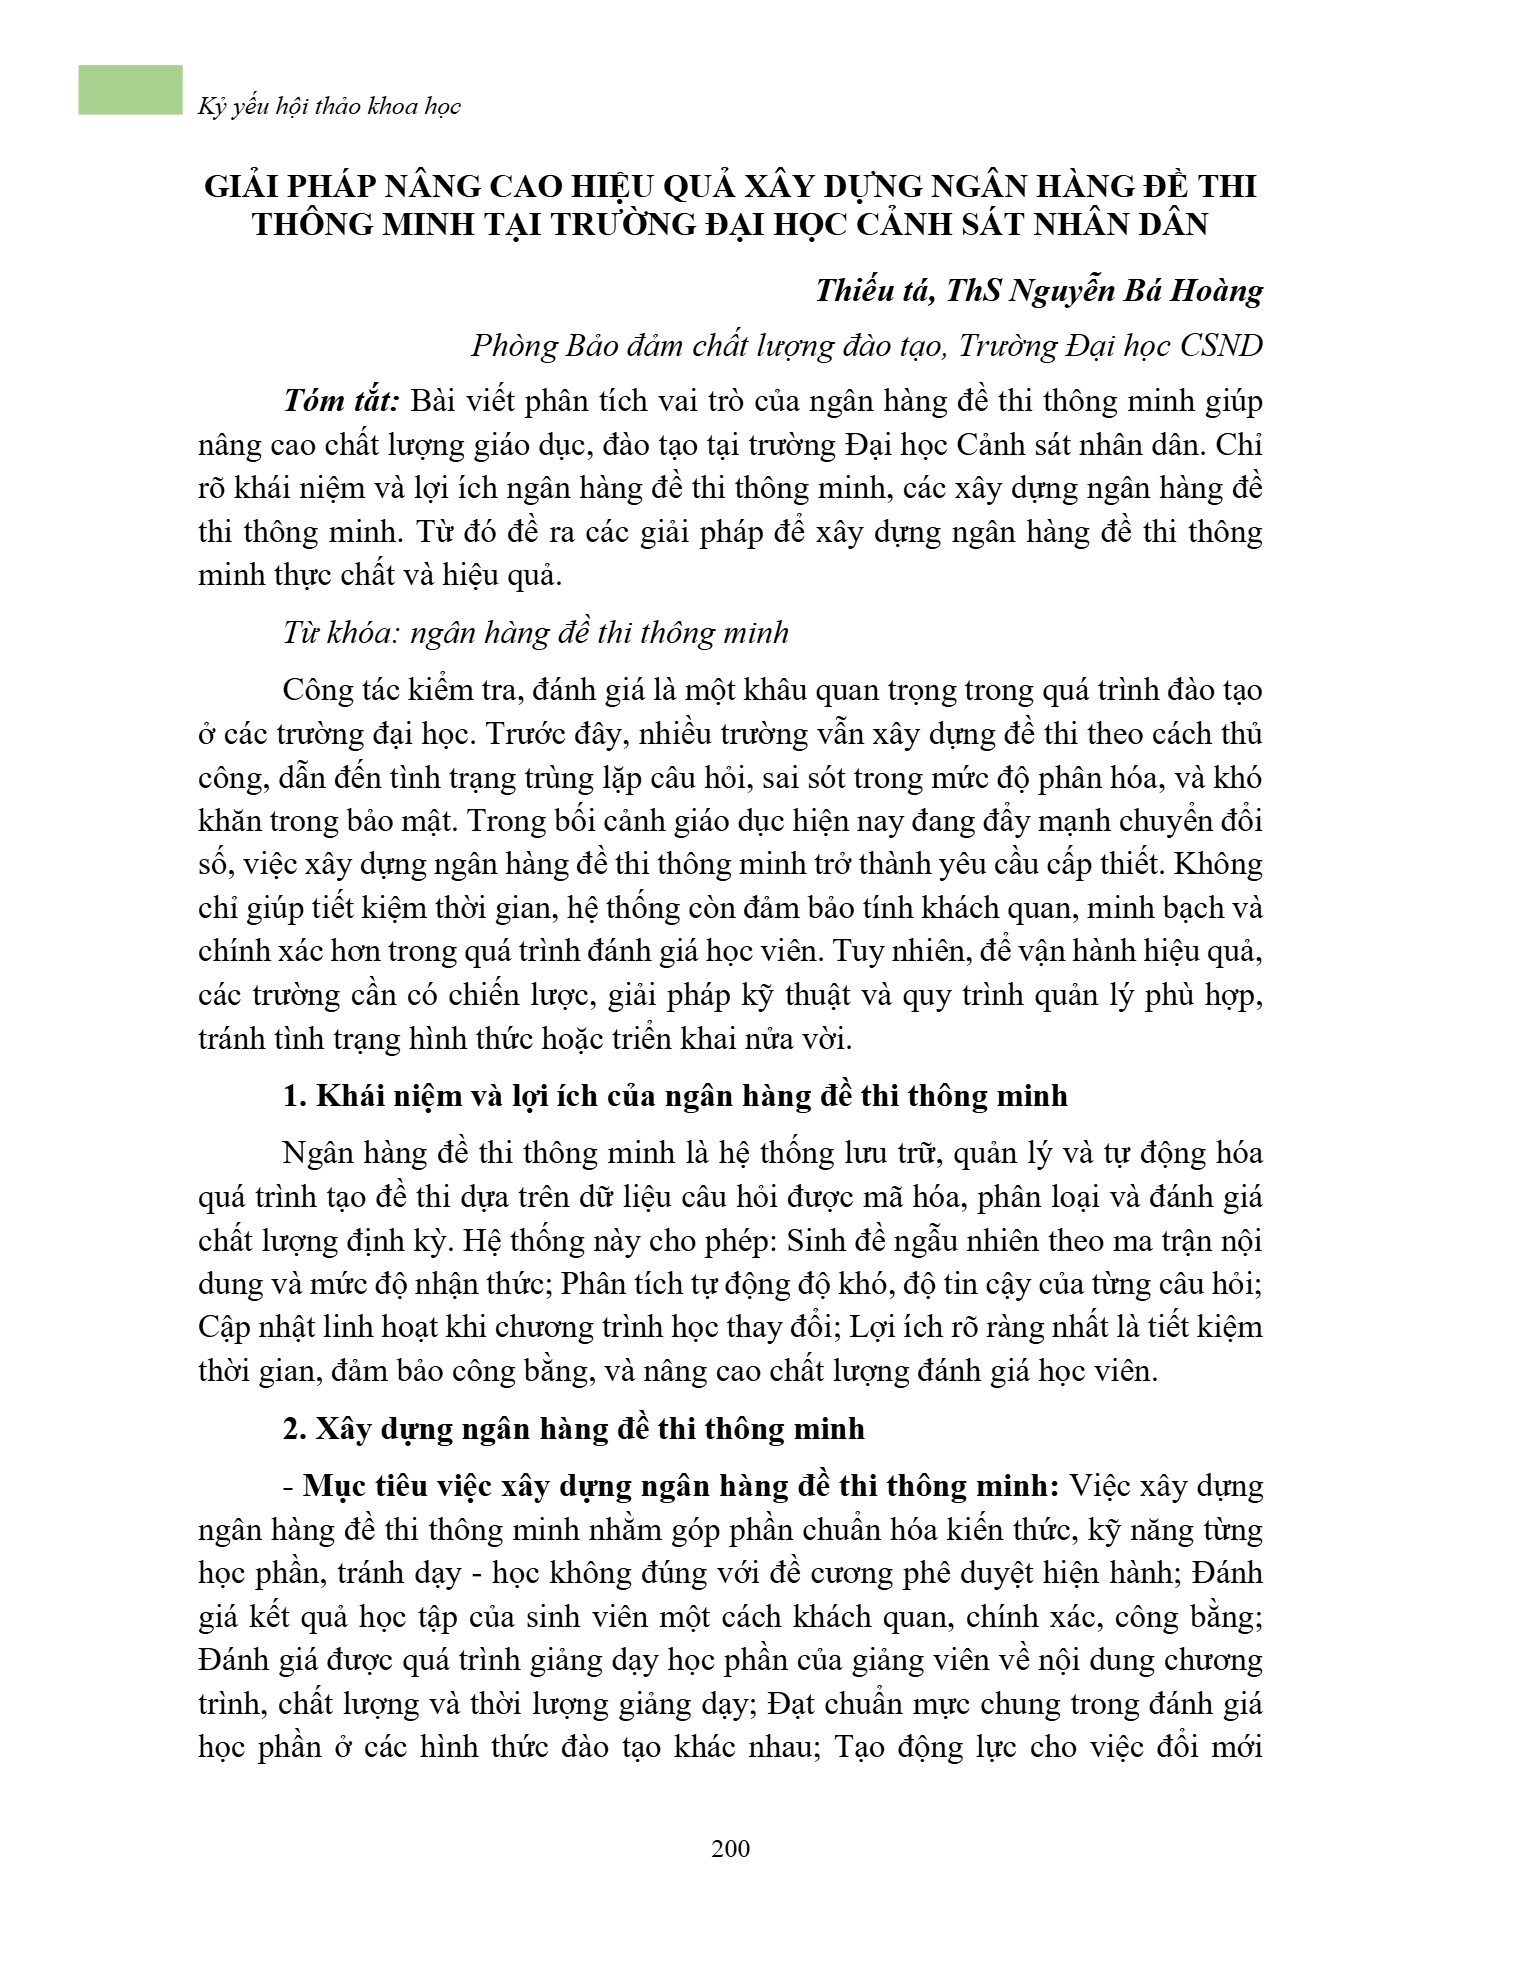 Kỷ yếu hội thảo khoa học
GIẢI PHÁP NÂNG CAO HIỆU QUẢ XÂY DỰNG NGÂN HÀNG ĐỀ THI
THÔNG MINH TẠI TRƯỜNG ĐẠI HỌC CẢNH SÁT NHÂN DÂN
Thiếu tá, ThS Nguyễn Bá Hoàng
Phòng Bảo đảm chất lượng đào tạo, Trường Đại học CSND
Tóm tắt: Bài viết phân tích vai trò của ngân hàng đề thi thông minh giúp
nâng cao chất lượng giáo dục, đào tạo tại trường Đại học Cảnh sát nhân dân. Chỉ
rõ khái niệm và lợi ích ngân hàng đề thi thông minh, các xây dựng ngân hàng đề
thi thông minh. Từ đó đề ra các giải pháp để xây dựng ngân hàng đề thi thông
minh thực chất và hiệu quả.
Từ khóa: ngân hàng đề thi thông minh
Công tác kiểm tra, đánh giá là một khâu quan trọng trong quá trình đào tạo
ở các trường đại học. Trước đây, nhiều trường vẫn xây dựng đề thi theo cách thủ
công, dẫn đến tình trạng trùng lặp câu hỏi, sai sót trong mức độ phân hóa, và khó
khăn trong bảo mật. Trong bối cảnh giáo dục hiện nay đang đẩy mạnh chuyển đổi
số, việc xây dựng ngân hàng đề thi thông minh trở thành yêu cầu cấp thiết. Không
chỉ giúp tiết kiệm thời gian, hệ thống còn đảm bảo tính khách quan, minh bạch và
chính xác hơn trong quá trình đánh giá học viên. Tuy nhiên, để vận hành hiệu quả,
các trường cần có chiến lược, giải pháp kỹ thuật và quy trình quản lý phù hợp,
tránh tình trạng hình thức hoặc triển khai nửa vời.
1. Khái niệm và lợi ích của ngân hàng đề thi thông minh
Ngân hàng đề thi thông minh là hệ thống lưu trữ, quản lý và tự động hóa
quá trình tạo đề thi dựa trên dữ liệu câu hỏi được mã hóa, phân loại và đánh giá
chất lượng định kỳ. Hệ thống này cho phép: Sinh đề ngẫu nhiên theo ma trận nội
dung và mức độ nhận thức; Phân tích tự động độ khó, độ tin cậy của từng câu hỏi;
Cập nhật linh hoạt khi chương trình học thay đổi; Lợi ích rõ ràng nhất là tiết kiệm
thời gian, đảm bảo công bằng, và nâng cao chất lượng đánh giá học viên.
2. Xây dựng ngân hàng đề thi thông minh
- Mục tiêu việc xây dựng ngân hàng đề thi thông minh: Việc xây dựng
ngân hàng đề thi thông minh nhằm góp phần chuẩn hóa kiến thức, kỹ năng từng
học phần, tránh dạy - học không đúng với đề cương phê duyệt hiện hành; Đánh
giá kết quả học tập của sinh viên một cách khách quan, chính xác, công bằng;
Đánh giá được quá trình giảng dạy học phần của giảng viên về nội dung chương
trình, chất lượng và thời lượng giảng dạy; Đạt chuẩn mực chung trong đánh giá
học phần ở các hình thức đào tạo khác nhau; Tạo động lực cho việc đổi mới
200